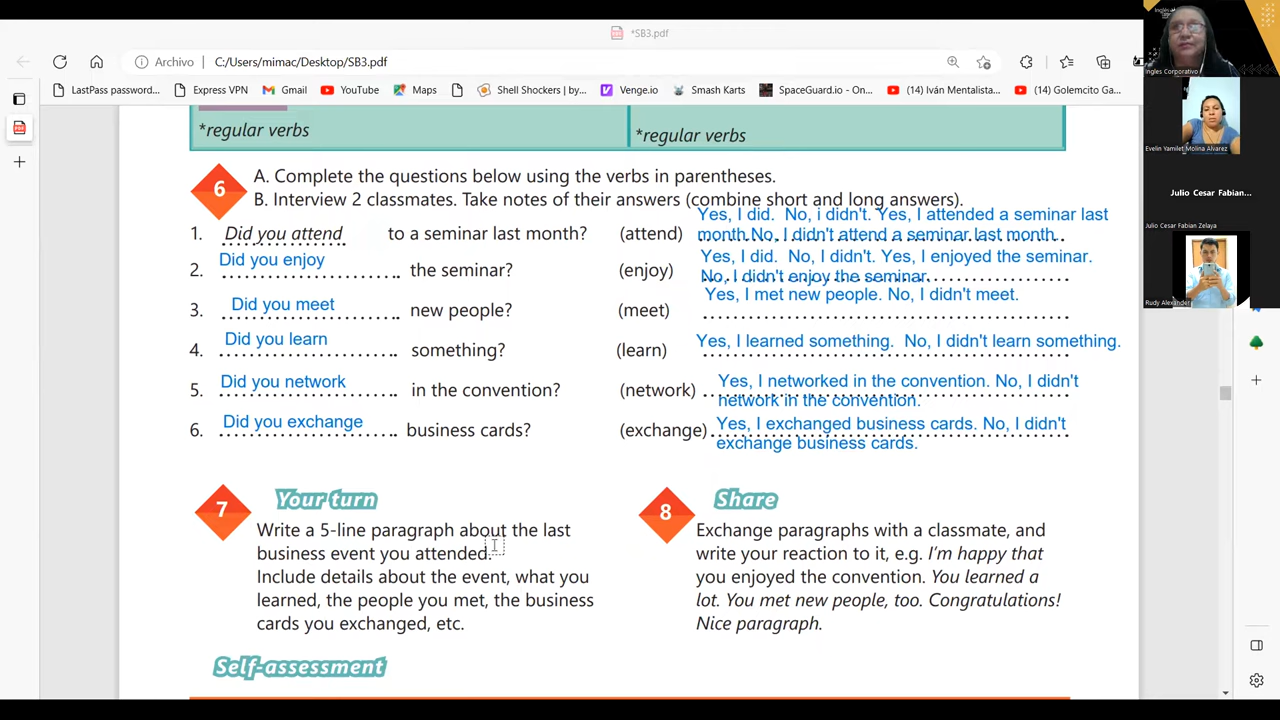 *SB3.pdf
Archivo C:/Users/mimac/Desktop/SB3.pdf
LastPass password... Express VPN Gmail YouTube Maps Shell Shockers | by... Venge.io Smash Karts SpaceGuard.io - On... (14) Iván Mentalista... (14) Golemcito Ga...
Ingles Corporativo
Evelin Yamilet Molina Alvarez
Julio Cesar Fabian...
Julio Cesar Fabian Zelaya
Rudy Alexander
*regular verbs *regular verbs
6 A. Complete the questions below using the verbs in parentheses.
B. Interview 2 classmates. Take notes of their answers (combine short and long answers).
1. Did you attend to a seminar last month? (attend) Yes, I did. No, i didn't. Yes, I attended a seminar last
month.No, I didn't attend a seminar last month.
2. Did you enjoy the seminar? (enjoy) Yes, I did. No, I didn't. Yes, I enjoyed the seminar.
No, I didn't enjoy the seminar.
3. Did you meet new people? (meet) Yes, I met new people. No, I didn't meet.
4. Did you learn something? (learn) Yes, I learned something. No, I didn't learn something.
5. Did you network in the convention? (network) Yes, I networked in the convention. No, I didn't
network in the convention.
6. Did you exchange business cards? (exchange) Yes, I exchanged business cards. No, I didn't
exchange business cards.
7 Your turn
Write a 5-line paragraph about the last
business event you attended.
Include details about the event, what you
learned, the people you met, the business
cards you exchanged, etc.
8 Share
Exchange paragraphs with a classmate, and
write your reaction to it, e.g. I'm happy that
you enjoyed the convention. You learned a
lot. You met new people, too. Congratulations!
Nice paragraph.
Self-assessment